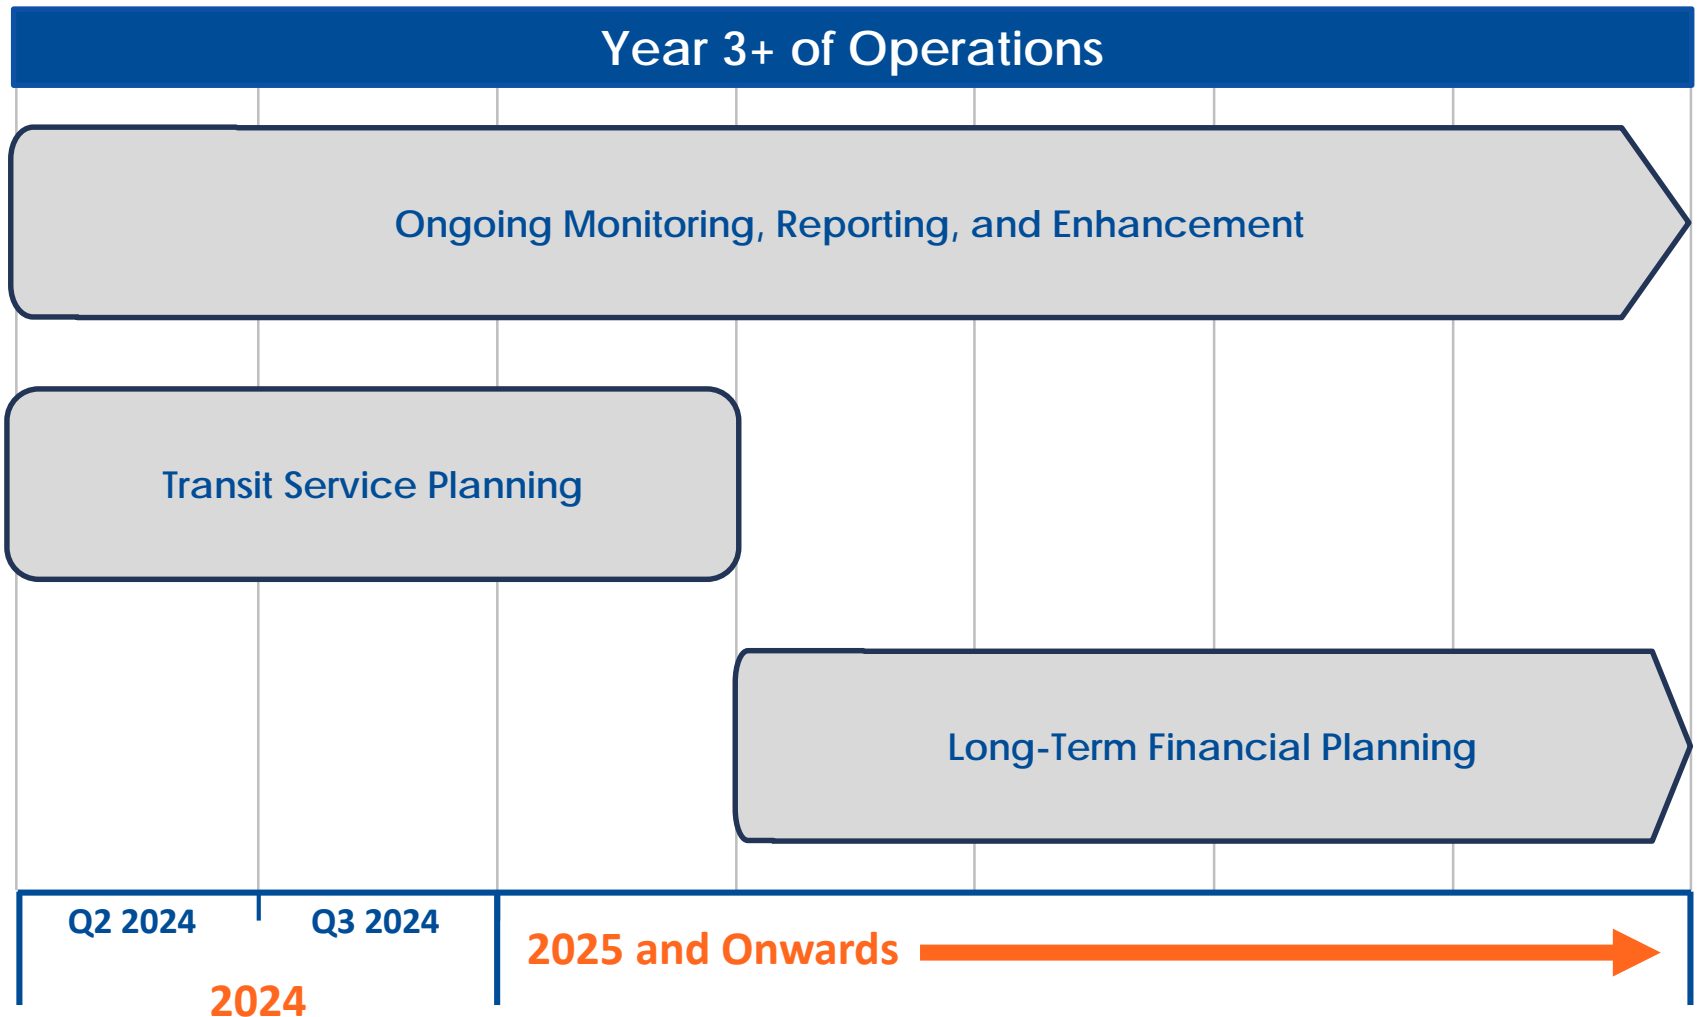 Year 3+ of Operations
Ongoing Monitoring, Reporting, and Enhancement
Transit Service Planning
Long-Term Financial Planning
Q2 2024
Q3 2024
2025 and Onwards
2024